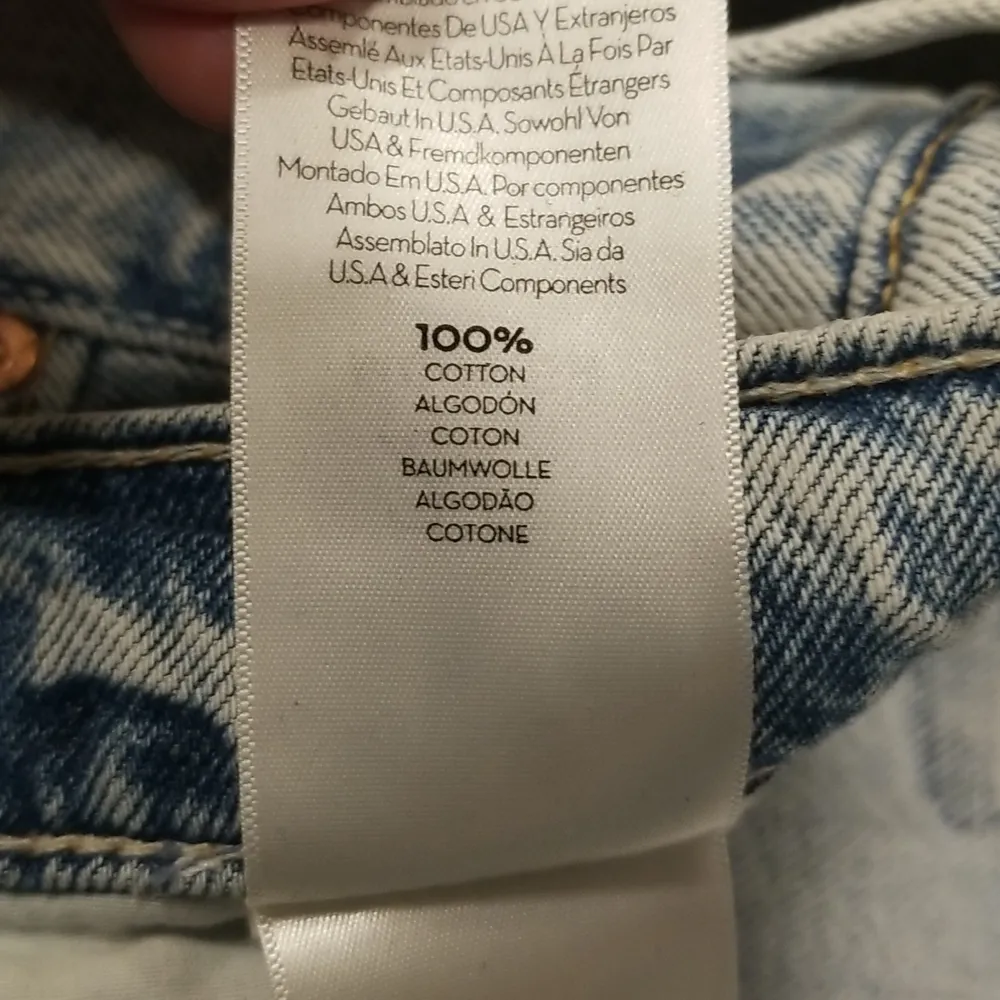 Componentes De USA Y Extranjeros
Assemlé Aux Etats-Unis À La Fois Par
Etats-Unis Et Composants Étrangers
Gebaut In U.S.A. Sowohl Von
USA & Fremdkomponenten
Montado Em U.S.A. Por componentes
Ambos U.S.A & Estrangeiros
Assemblato In U.S.A. Sia da
U.S.A & Esteri Components
100%
COTTON
ALGODÓN
COTON
BAUMWOLLE
ALGODÃO
COTONE